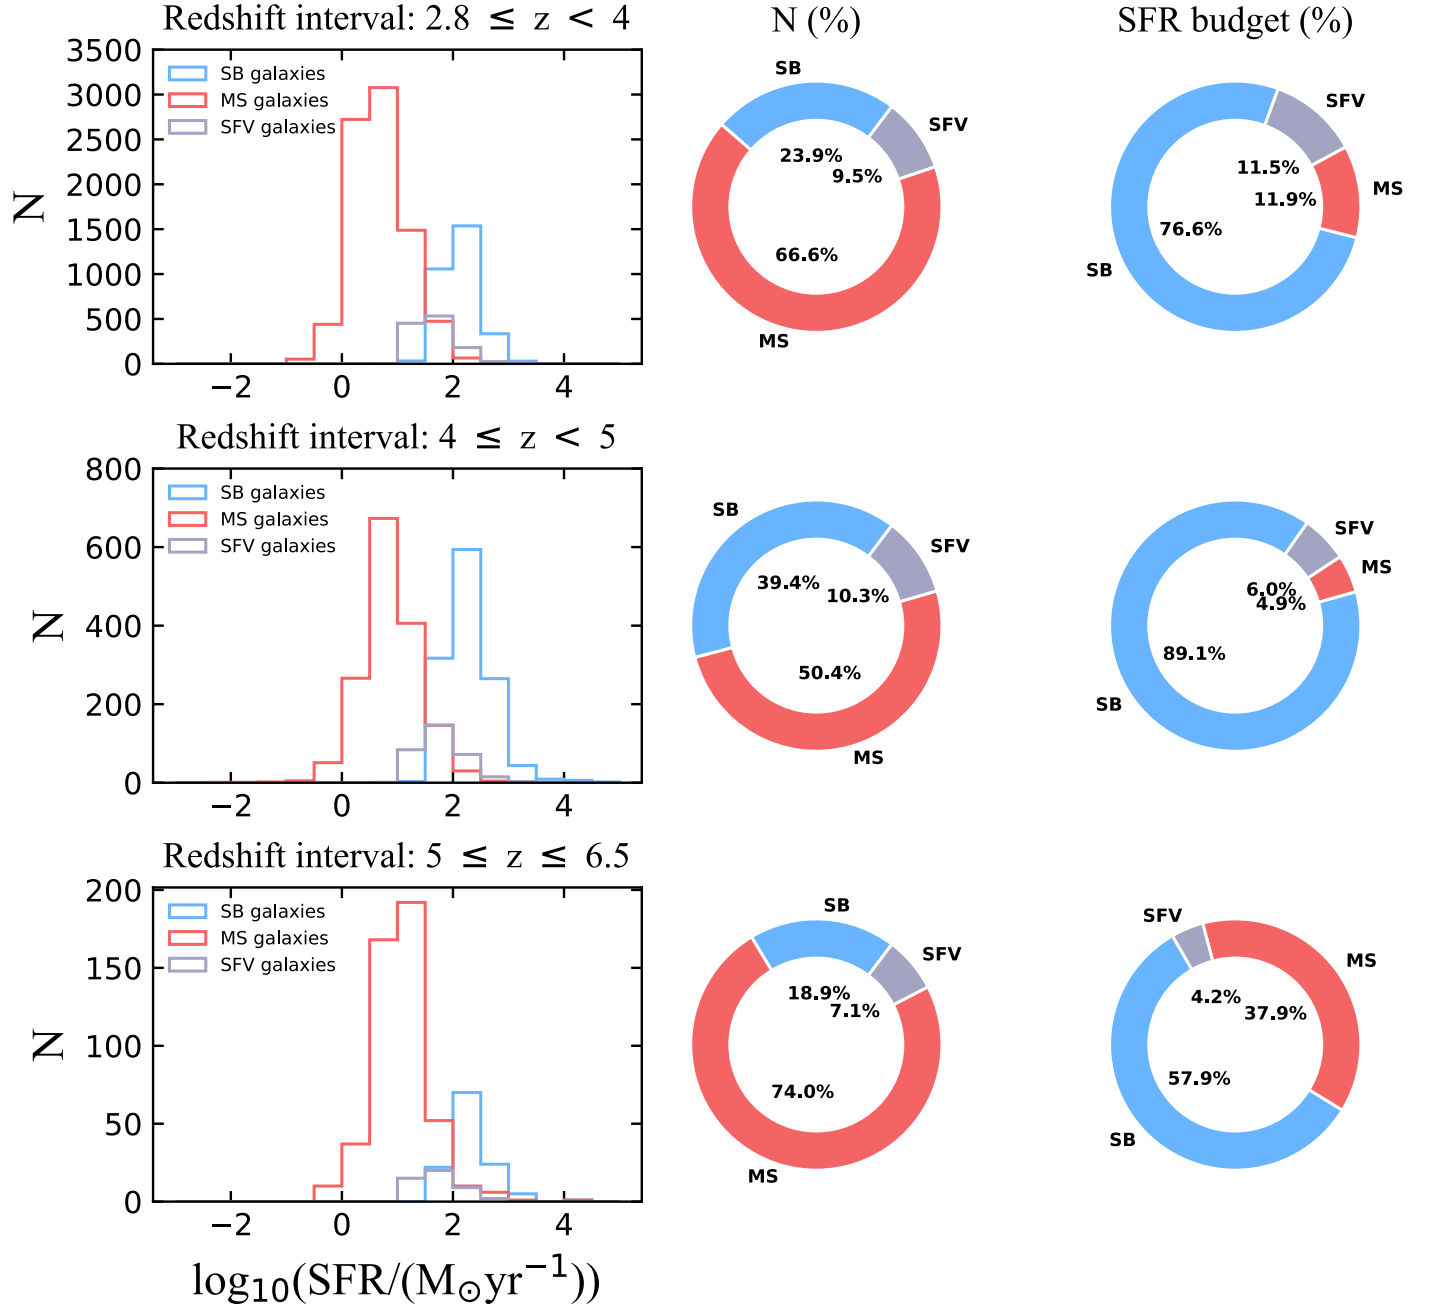 Redshift interval: 2.8 ≤ z < 4
N (%)
SFR budget (%)
3500
3000
2500
2000
1500
1000
500
0
N
SB galaxies
MS galaxies
SFV galaxies
−2 0 2 4
SB
SFV
MS
23.9%
9.5%
66.6%
SFV
MS
SB
11.5%
11.9%
76.6%
Redshift interval: 4 ≤ z < 5
800
600
400
200
0
N
SB galaxies
MS galaxies
SFV galaxies
−2 0 2 4
SB
SFV
MS
39.4%
10.3%
50.4%
SFV
MS
SB
6.0%
4.9%
89.1%
Redshift interval: 5 ≤ z ≤ 6.5
200
150
100
50
0
N
SB galaxies
MS galaxies
SFV galaxies
−2 0 2 4
log₁₀(SFR/(M⊙yr⁻¹))
SB
SFV
MS
18.9%
7.1%
74.0%
SFV
MS
SB
4.2%
37.9%
57.9%